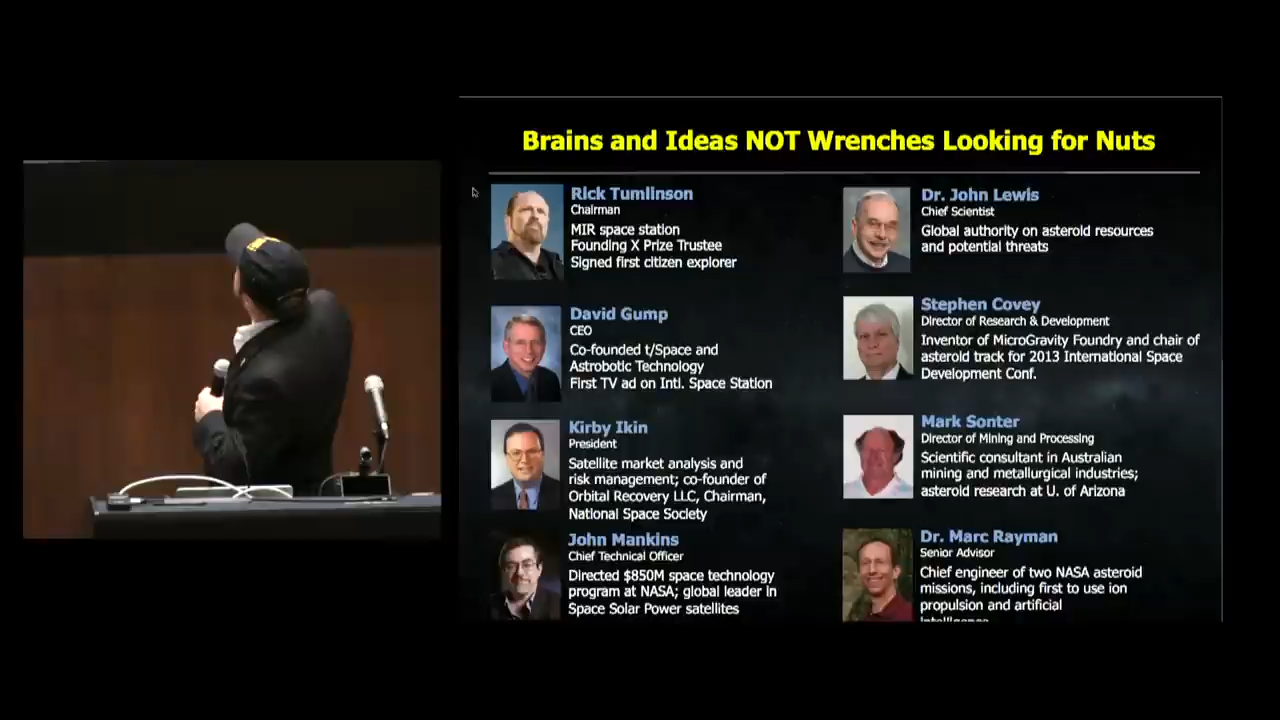 Brains and Ideas NOT Wrenches Looking for Nuts
Rick Tumlinson
Chairman
MIR space station
Founding X Prize Trustee
Signed first citizen explorer
David Gump
CEO
Co-founded t/Space and
Astrobotic Technology
First TV ad on Intl. Space Station
Kirby Ikin
President
Satellite market analysis and
risk management; co-founder of
Orbital Recovery LLC, Chairman,
National Space Society
John Mankins
Chief Technical Officer
Directed $850M space technology
program at NASA; global leader in
Space Solar Power satellites
Dr. John Lewis
Chief Scientist
Global authority on asteroid resources
and potential threats
Stephen Covey
Director of Research & Development
Inventor of MicroGravity Foundry and chair of
asteroid track for 2013 International Space
Development Conf.
Mark Sonter
Director of Mining and Processing
Scientific consultant in Australian
mining and metallurgical industries;
asteroid research at U. of Arizona
Dr. Marc Rayman
Senior Advisor
Chief engineer of two NASA asteroid
missions, including first to use ion
propulsion and artificial
intelligence